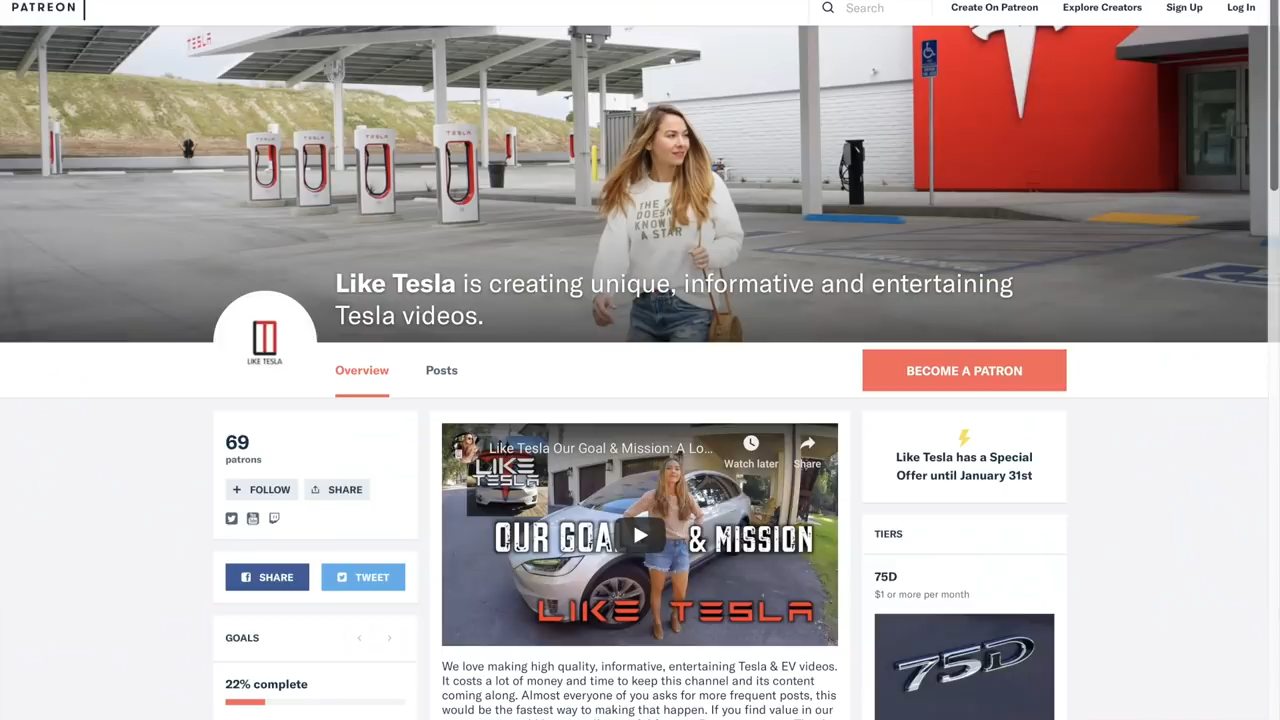 PATREON
Search
Create On Patreon
Explore Creators
Sign Up
Log In
TESLA
TESLA
TESLA
TESLA
TESLA
THE
DOESN
KNOW
A STAR
Like Tesla is creating unique, informative and entertaining
Tesla videos.
LIKE TESLA
Overview
Posts
BECOME A PATRON
69
patrons
FOLLOW
SHARE
SHARE
TWEET
GOALS
22% complete
Like Tesla Our Goal & Mission: A Lo...
Watch later
Share
LIKE
TESLA
OUR GOA & MISSION
LIKE TESLA
We love making high quality, informative, entertaining Tesla & EV videos.
It costs a lot of money and time to keep this channel and its content
coming along. Almost everyone of you asks for more frequent posts, this
would be the fastest way to making that happen. If you find value in our
Like Tesla has a Special
Offer until January 31st
TIERS
75D
$1 or more per month
75D